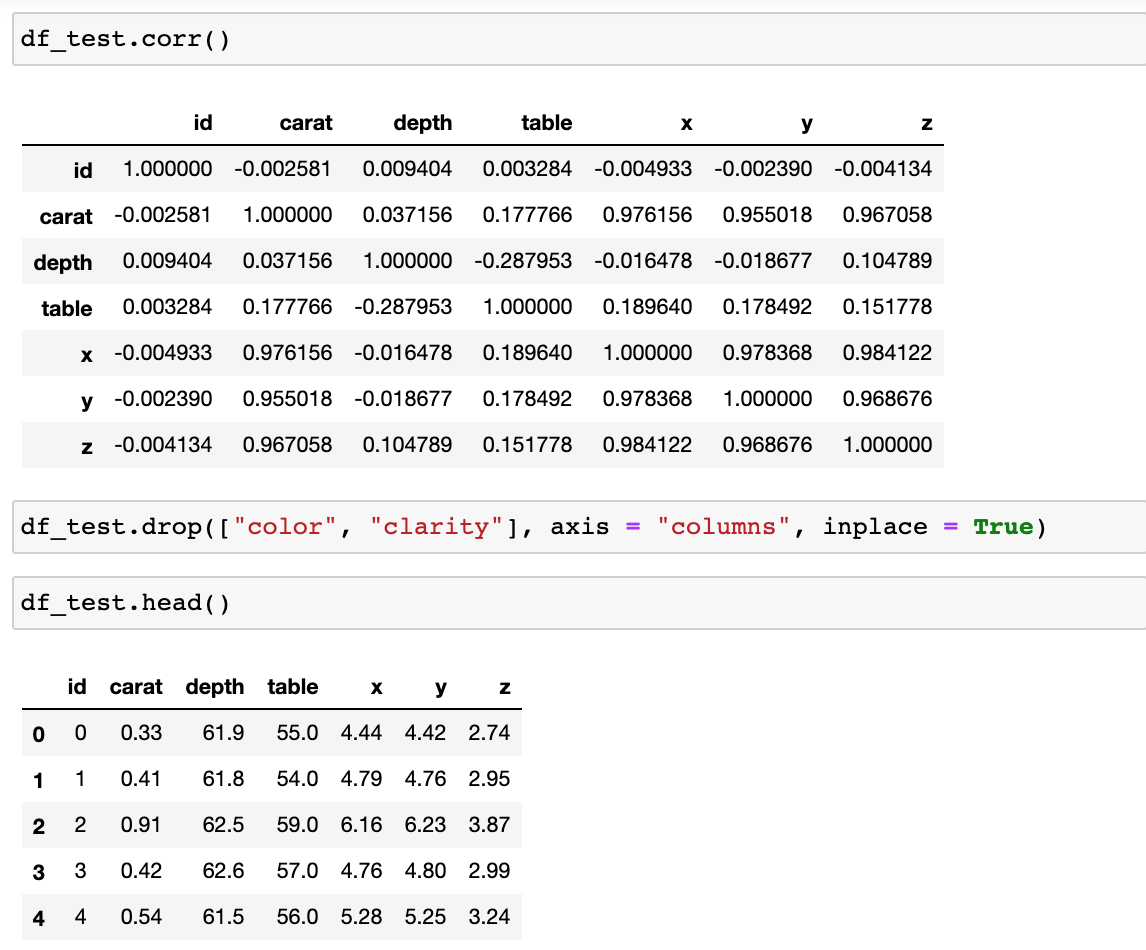 df_test.corr()
id carat depth table x y z
id 1.000000 -0.002581 0.009404 0.003284 -0.004933 -0.002390 -0.004134
carat -0.002581 1.000000 0.037156 0.177766 0.976156 0.955018 0.967058
depth 0.009404 0.037156 1.000000 -0.287953 -0.016478 -0.018677 0.104789
table 0.003284 0.177766 -0.287953 1.000000 0.189640 0.178492 0.151778
x -0.004933 0.976156 -0.016478 0.189640 1.000000 0.978368 0.984122
y -0.002390 0.955018 -0.018677 0.178492 0.978368 1.000000 0.968676
z -0.004134 0.967058 0.104789 0.151778 0.984122 0.968676 1.000000
df_test.drop(["color", "clarity"], axis = "columns", inplace = True)
df_test.head()
id carat depth table x y z
0 0 0.33 61.9 55.0 4.44 4.42 2.74
1 1 0.41 61.8 54.0 4.79 4.76 2.95
2 2 0.91 62.5 59.0 6.16 6.23 3.87
3 3 0.42 62.6 57.0 4.76 4.80 2.99
4 4 0.54 61.5 56.0 5.28 5.25 3.24